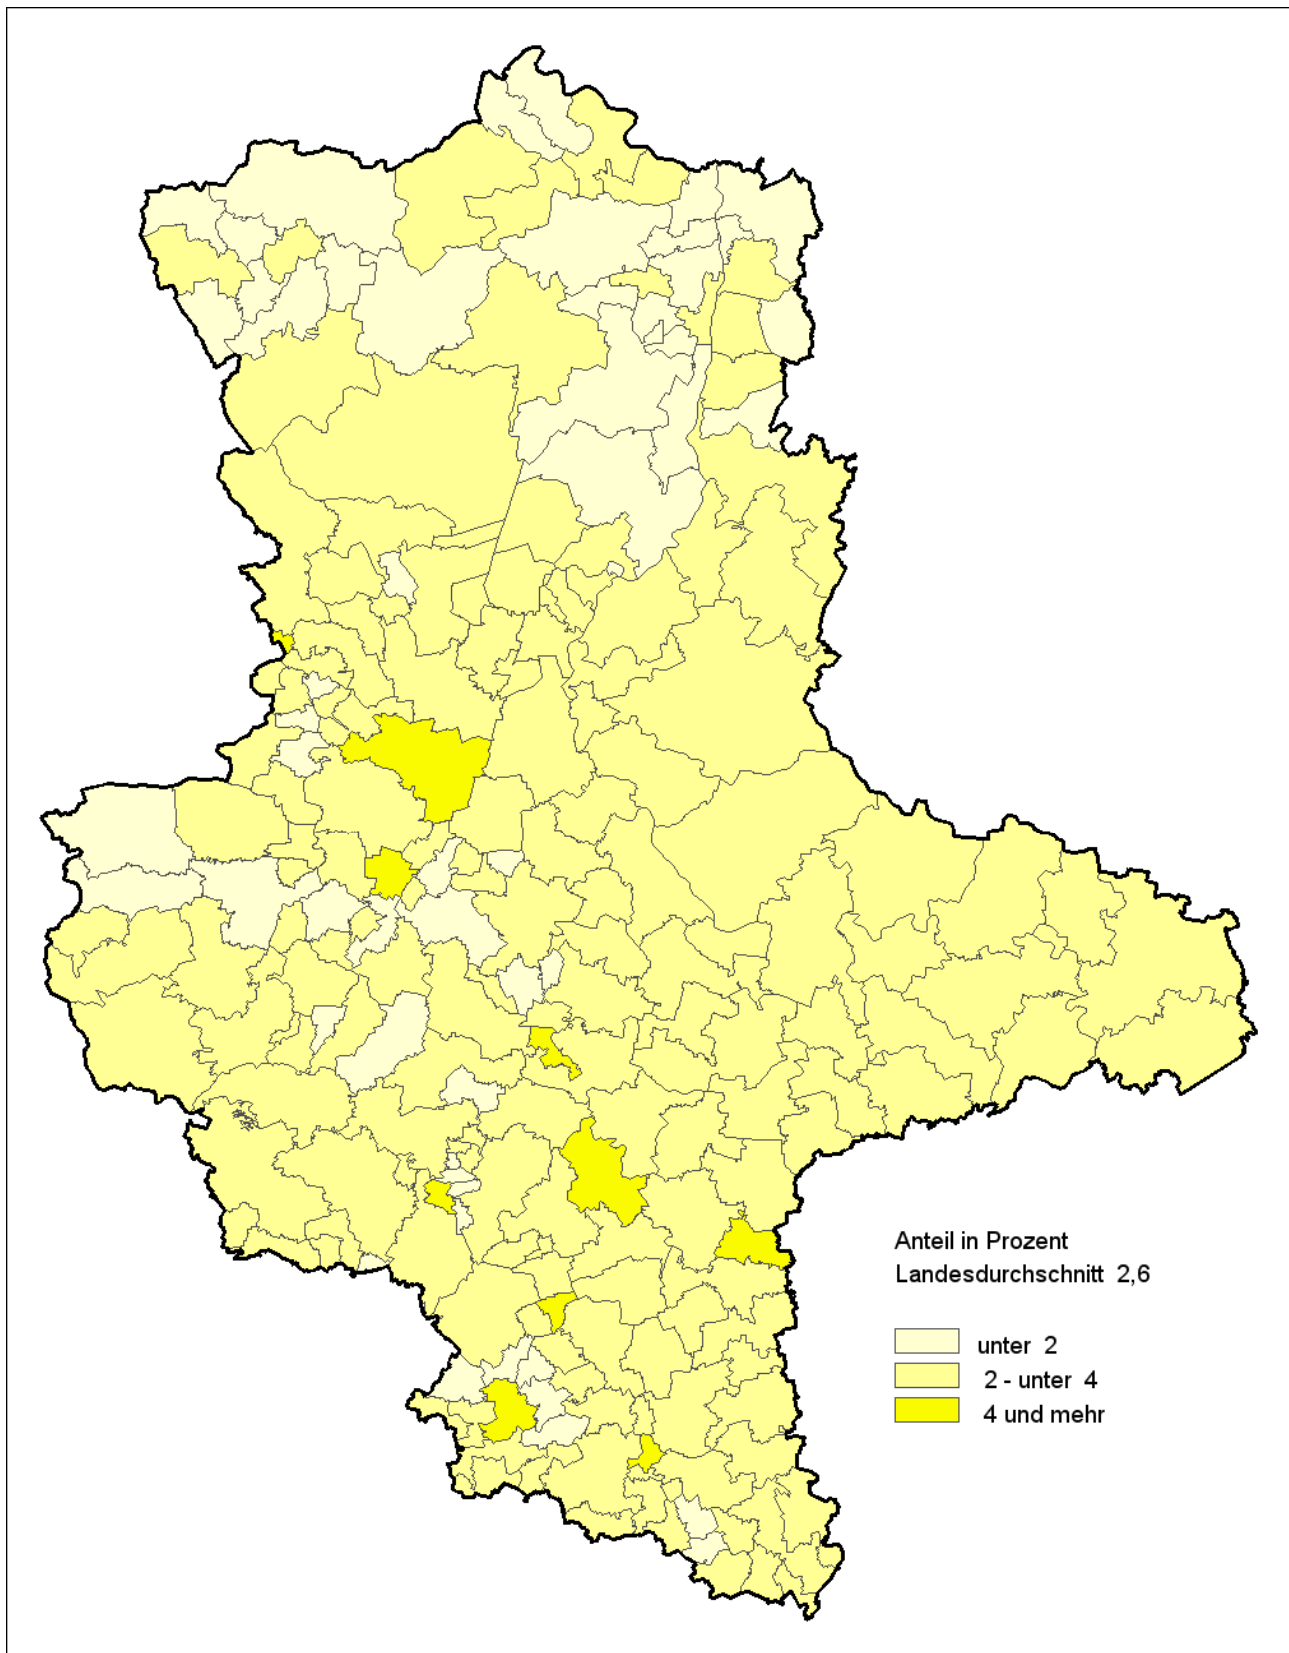 Anteil in Prozent
Landesdurchschnitt 2,6
unter 2
2 - unter 4
4 und mehr